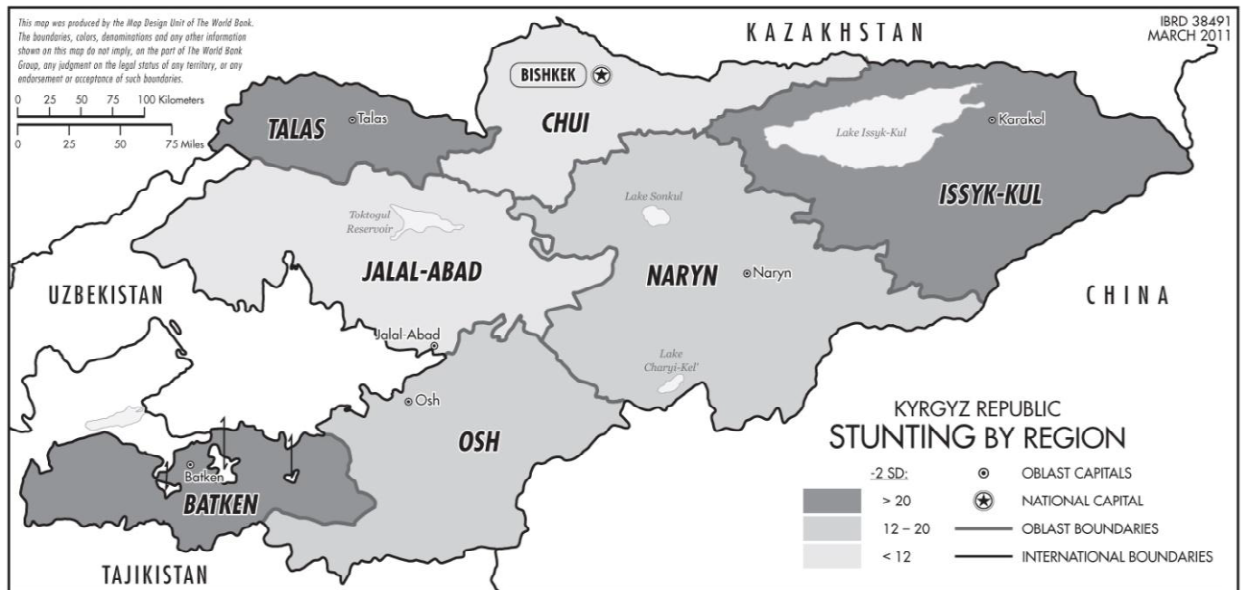 This map was produced by the Map Design Unit of The World Bank.
The boundaries, colors, denominations and any other information
shown on this map do not imply, on the part of The World Bank
Group, any judgment on the legal status of any territory, or any
endorsement or acceptance of such boundaries.
0 25 50 75 100 Kilometers
0 25 50 75 Miles
IBRD 38491
MARCH 2011
KAZAKHSTAN
BISHKEK
TALAS
Talas
CHUI
Lake Issyk-Kul
Karakol
ISSYK-KUL
Lake Sonkul
Toktogul
Reservoir
JALAL-ABAD
NARYN
Naryn
UZBEKISTAN
CHINA
Jalal-Abad
Lake
Charyi-Kel'
Osh
OSH
Batken
BATKEN
TAJIKISTAN
KYRGYZ REPUBLIC
STUNTING BY REGION
-2 SD:
> 20
12 – 20
< 12
OBLAST CAPITALS
NATIONAL CAPITAL
OBLAST BOUNDARIES
INTERNATIONAL BOUNDARIES